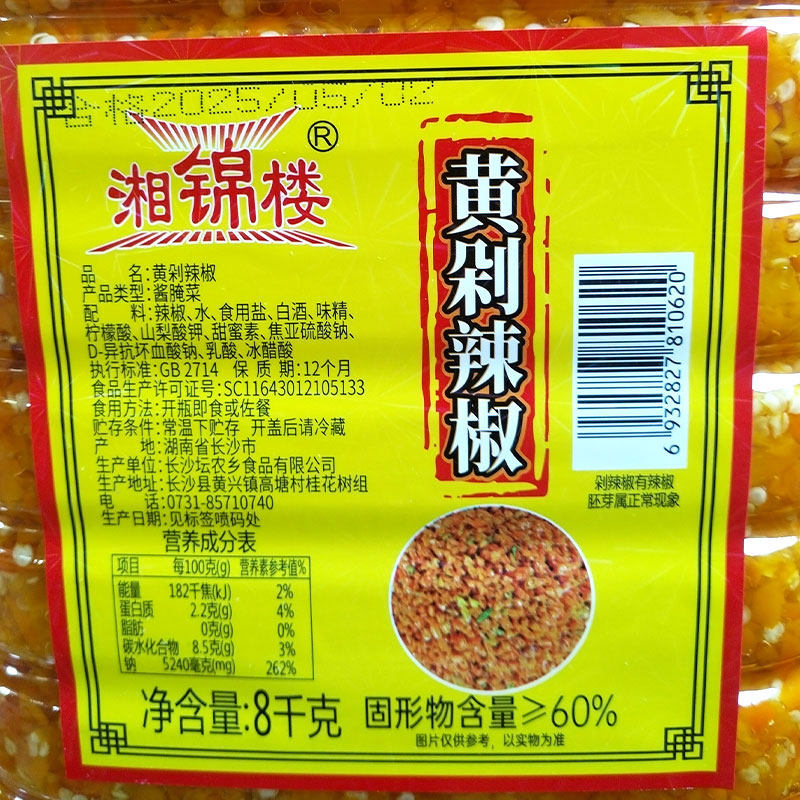 合格2025/05/02
湘锦楼®
黄剁辣椒
品 名:黄剁辣椒
产品类型:酱腌菜
配 料:辣椒、水、食用盐、白酒、味精、
柠檬酸、山梨酸钾、甜蜜素、焦亚硫酸钠、
D-异抗坏血酸钠、乳酸、冰醋酸
执行标准:GB 2714 保 质 期:12个月
食品生产许可证号:SC11643012105133
食用方法:开瓶即食或佐餐
贮存条件:常温下贮存 开盖后请冷藏
产 地:湖南省长沙市
生产单位:长沙坛农乡食品有限公司
生产地址:长沙县黄兴镇高塘村桂花树组
电 话:0731-85710740
生产日期:见标签喷码处
营养成分表
项目 每100克(g) 营养素参考值%
能量 182千焦(kJ) 2%
蛋白质 2.2克(g) 4%
脂肪 0克(g) 0%
碳水化合物 8.5克(g) 3%
钠 5240毫克(mg) 262%
6 932827 810620
剁辣椒有辣椒
胚芽属正常现象
净含量:8千克 固形物含量≥60%
图片仅供参考，以实物为准